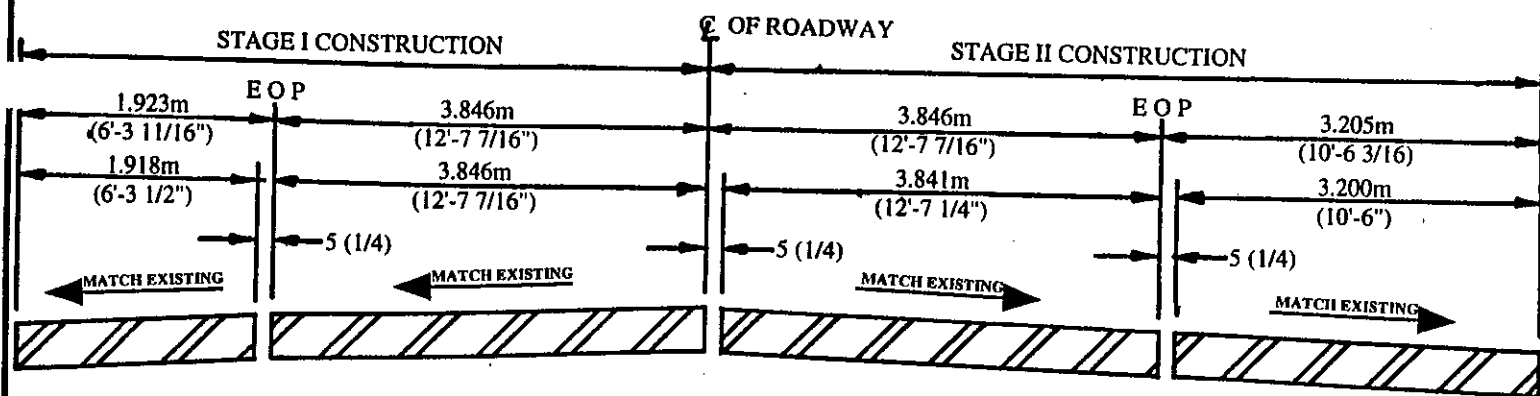 ℄ OF ROADWAY
STAGE I CONSTRUCTION
STAGE II CONSTRUCTION
E O P
E O P
1.923m
(6'-3 11/16")
3.846m
(12'-7 7/16")
3.846m
(12'-7 7/16")
3.205m
(10'-6 3/16)
1.918m
(6'-3 1/2")
3.846m
(12'-7 7/16")
3.841m
(12'-7 1/4")
3.200m
(10'-6")
5 (1/4)
5 (1/4)
5 (1/4)
MATCH EXISTING
MATCH EXISTING
MATCH EXISTING
MATCH EXISTING